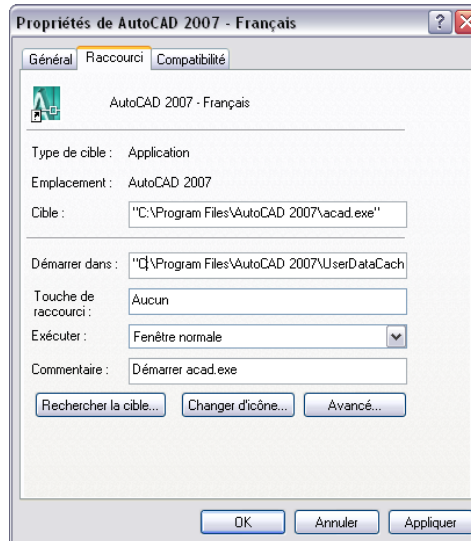 Propriétés de AutoCAD 2007 - Français
Général Raccourci Compatibilité
AutoCAD 2007 - Français
Type de cible : Application
Emplacement : AutoCAD 2007
Cible : "C:\Program Files\AutoCAD 2007\acad.exe"
Démarrer dans : "C:\Program Files\AutoCAD 2007\UserDataCach
Touche de raccourci : Aucun
Exécuter : Fenêtre normale
Commentaire : Démarrer acad.exe
Rechercher la cible... Changer d'icône... Avancé...
OK Annuler Appliquer